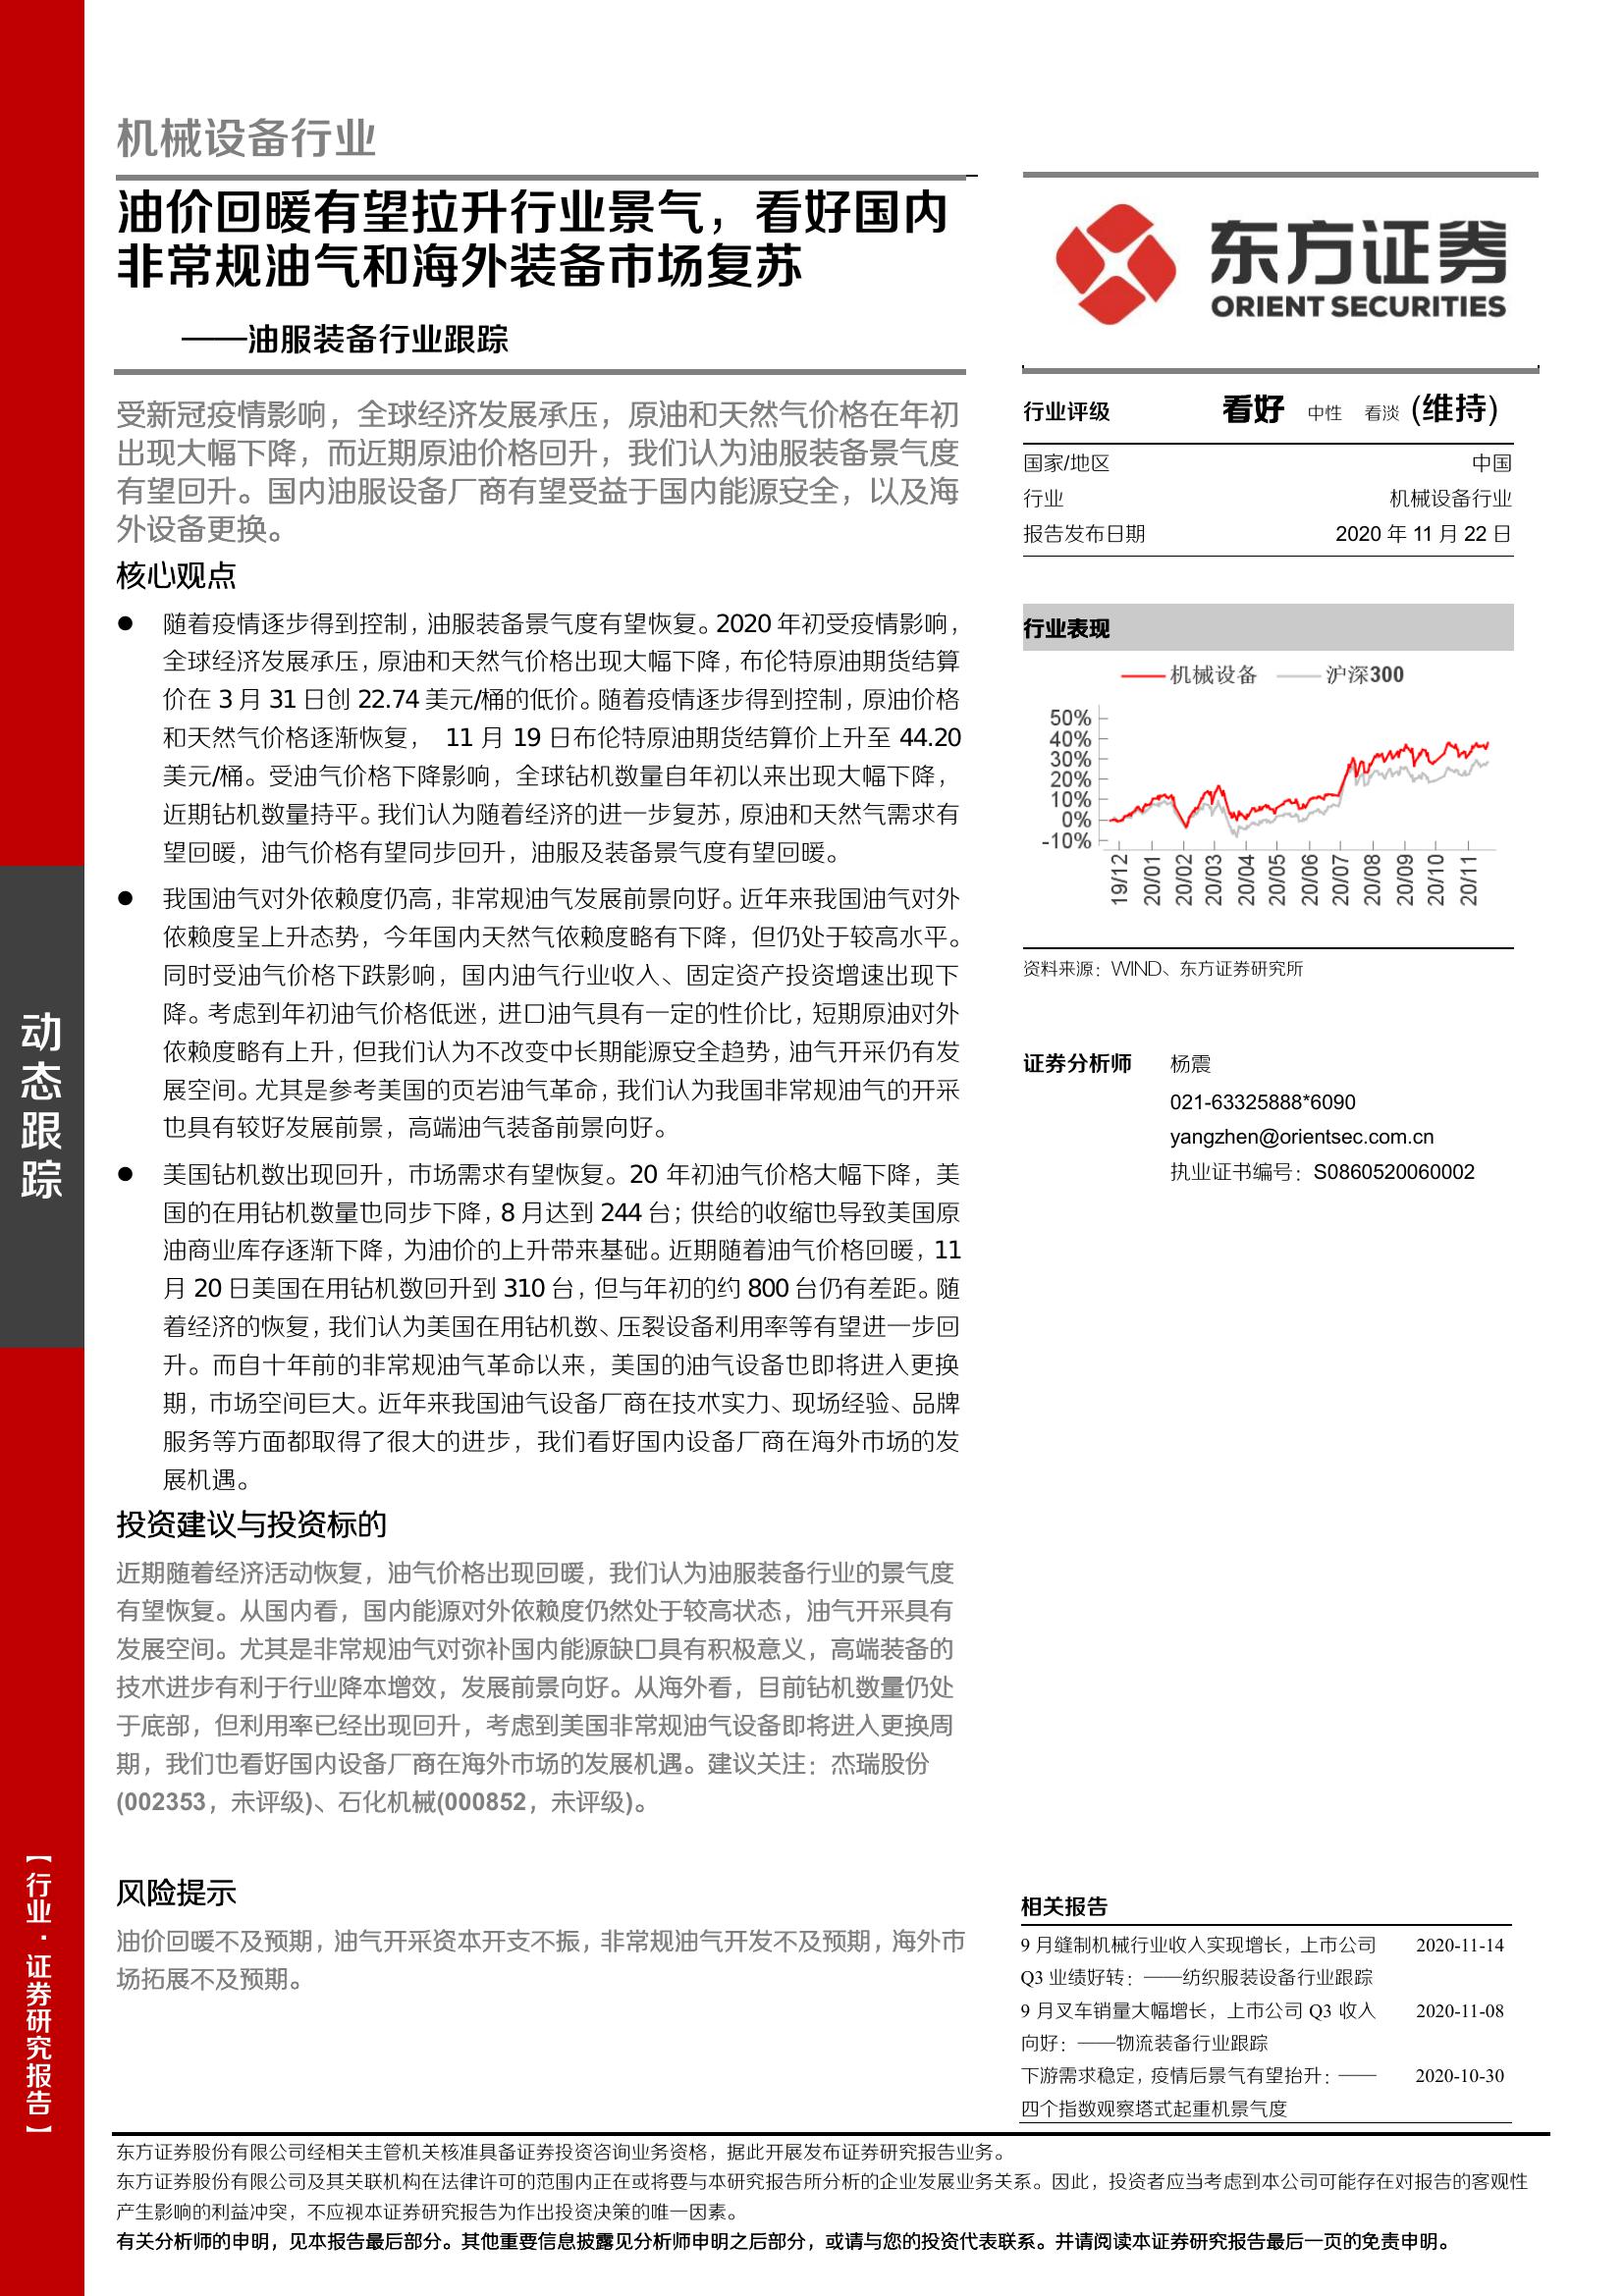 机械设备行业
油价回暖有望拉升行业景气，看好国内
非常规油气和海外装备市场复苏
——油服装备行业跟踪
受新冠疫情影响，全球经济发展承压，原油和天然气价格在年初
出现大幅下降，而近期原油价格回升，我们认为油服装备景气度
有望回升。国内油服设备厂商有望受益于国内能源安全，以及海
外设备更换。
核心观点
● 随着疫情逐步得到控制，油服装备景气度有望恢复。2020 年初受疫情影响，
全球经济发展承压，原油和天然气价格出现大幅下降，布伦特原油期货结算
价在 3 月 31 日创 22.74 美元/桶的低价。随着疫情逐步得到控制，原油价格
和天然气价格逐渐恢复， 11 月 19 日布伦特原油期货结算价上升至 44.20
美元/桶。受油气价格下降影响，全球钻机数量自年初以来出现大幅下降，
近期钻机数量持平。我们认为随着经济的进一步复苏，原油和天然气需求有
望回暖，油气价格有望同步回升，油服及装备景气度有望回暖。
● 我国油气对外依赖度仍高，非常规油气发展前景向好。近年来我国油气对外
依赖度呈上升态势，今年国内天然气依赖度略有下降，但仍处于较高水平。
同时受油气价格下跌影响，国内油气行业收入、固定资产投资增速出现下
降。考虑到年初油气价格低迷，进口油气具有一定的性价比，短期原油对外
依赖度略有上升，但我们认为不改变中长期能源安全趋势，油气开采仍有发
展空间。尤其是参考美国的页岩油气革命，我们认为我国非常规油气的开采
也具有较好发展前景，高端油气装备前景向好。
● 美国钻机数出现回升，市场需求有望恢复。20 年初油气价格大幅下降，美
国的在用钻机数量也同步下降，8 月达到 244 台；供给的收缩也导致美国原
油商业库存逐渐下降，为油价的上升带来基础。近期随着油气价格回暖，11
月 20 日美国在用钻机数回升到 310 台，但与年初的约 800 台仍有差距。随
着经济的恢复，我们认为美国在用钻机数、压裂设备利用率等有望进一步回
升。而自十年前的非常规油气革命以来，美国的油气设备也即将进入更换
期，市场空间巨大。近年来我国油气设备厂商在技术实力、现场经验、品牌
服务等方面都取得了很大的进步，我们看好国内设备厂商在海外市场的发
展机遇。
投资建议与投资标的
近期随着经济活动恢复，油气价格出现回暖，我们认为油服装备行业的景气度
有望恢复。从国内看，国内能源对外依赖度仍然处于较高状态，油气开采具有
发展空间。尤其是非常规油气对弥补国内能源缺口具有积极意义，高端装备的
技术进步有利于行业降本增效，发展前景向好。从海外看，目前钻机数量仍处
于底部，但利用率已经出现回升，考虑到美国非常规油气设备即将进入更换周
期，我们也看好国内设备厂商在海外市场的发展机遇。建议关注：杰瑞股份
(002353，未评级)、石化机械(000852，未评级)。
风险提示
油价回暖不及预期，油气开采资本开支不振，非常规油气开发不及预期，海外市
场拓展不及预期。
东方证券
ORIENT SECURITIES
行业评级 看好 中性 看淡 (维持)
国家/地区 中国
行业 机械设备行业
报告发布日期 2020 年 11 月 22 日
行业表现
机械设备 沪深300
50%
40%
30%
20%
10%
0%
-10%
19/12 20/01 20/02 20/03 20/04 20/05 20/06 20/07 20/08 20/09 20/10 20/11
资料来源：WIND、东方证券研究所
证券分析师 杨震
021-63325888*6090
yangzhen@orientsec.com.cn
执业证书编号：S0860520060002
相关报告
9 月缝制机械行业收入实现增长，上市公司 2020-11-14
Q3 业绩好转：——纺织服装设备行业跟踪
9 月叉车销量大幅增长，上市公司 Q3 收入 2020-11-08
向好：——物流装备行业跟踪
下游需求稳定，疫情后景气有望抬升：—— 2020-10-30
四个指数观察塔式起重机景气度
动态跟踪
【行业·证券研究报告】
东方证券股份有限公司经相关主管机关核准具备证券投资咨询业务资格，据此开展发布证券研究报告业务。
东方证券股份有限公司及其关联机构在法律许可的范围内正在或将要与本研究报告所分析的企业发展业务关系。因此，投资者应当考虑到本公司可能存在对报告的客观性
产生影响的利益冲突，不应视本证券研究报告为作出投资决策的唯一因素。
有关分析师的申明，见本报告最后部分。其他重要信息披露见分析师申明之后部分，或请与您的投资代表联系。并请阅读本证券研究报告最后一页的免责申明。